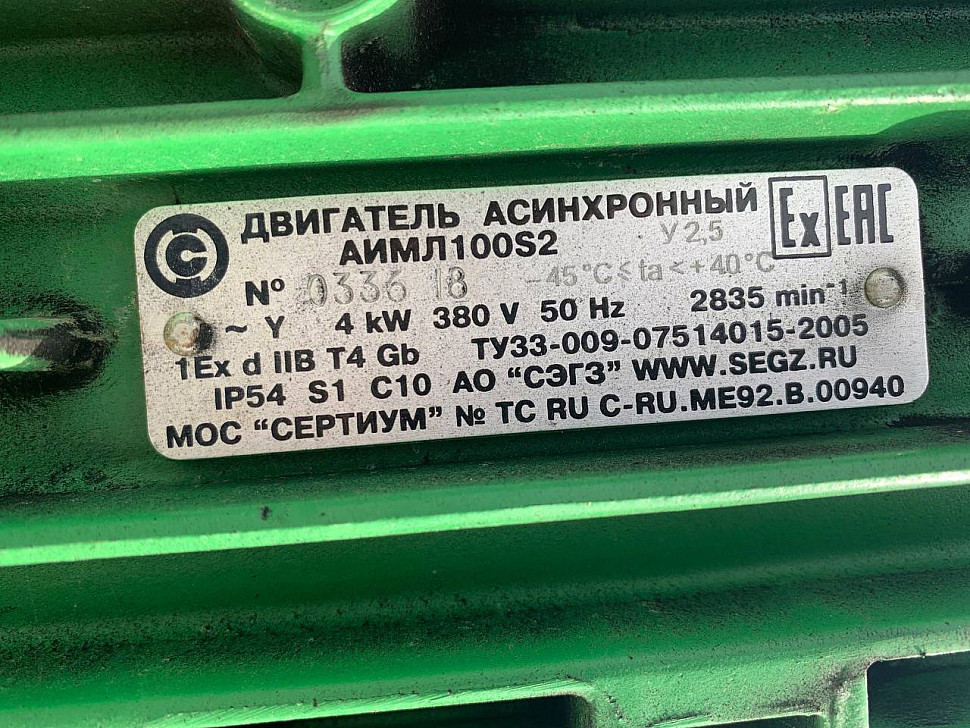 ДВИГАТЕЛЬ АСИНХРОННЫЙ
АИМЛ100S2 У 2,5
Ex EAC
№ 0336 18 -45°C ≤ ta < +40°C
~ Y 4 kW 380 V 50 Hz 2835 min⁻¹
1Ex d IIB T4 Gb ТУ33-009-07514015-2005
IP54 S1 C10 АО “СЭГЗ” WWW.SEGZ.RU
МОС “СЕРТИУМ” № TC RU C-RU.ME92.B.00940